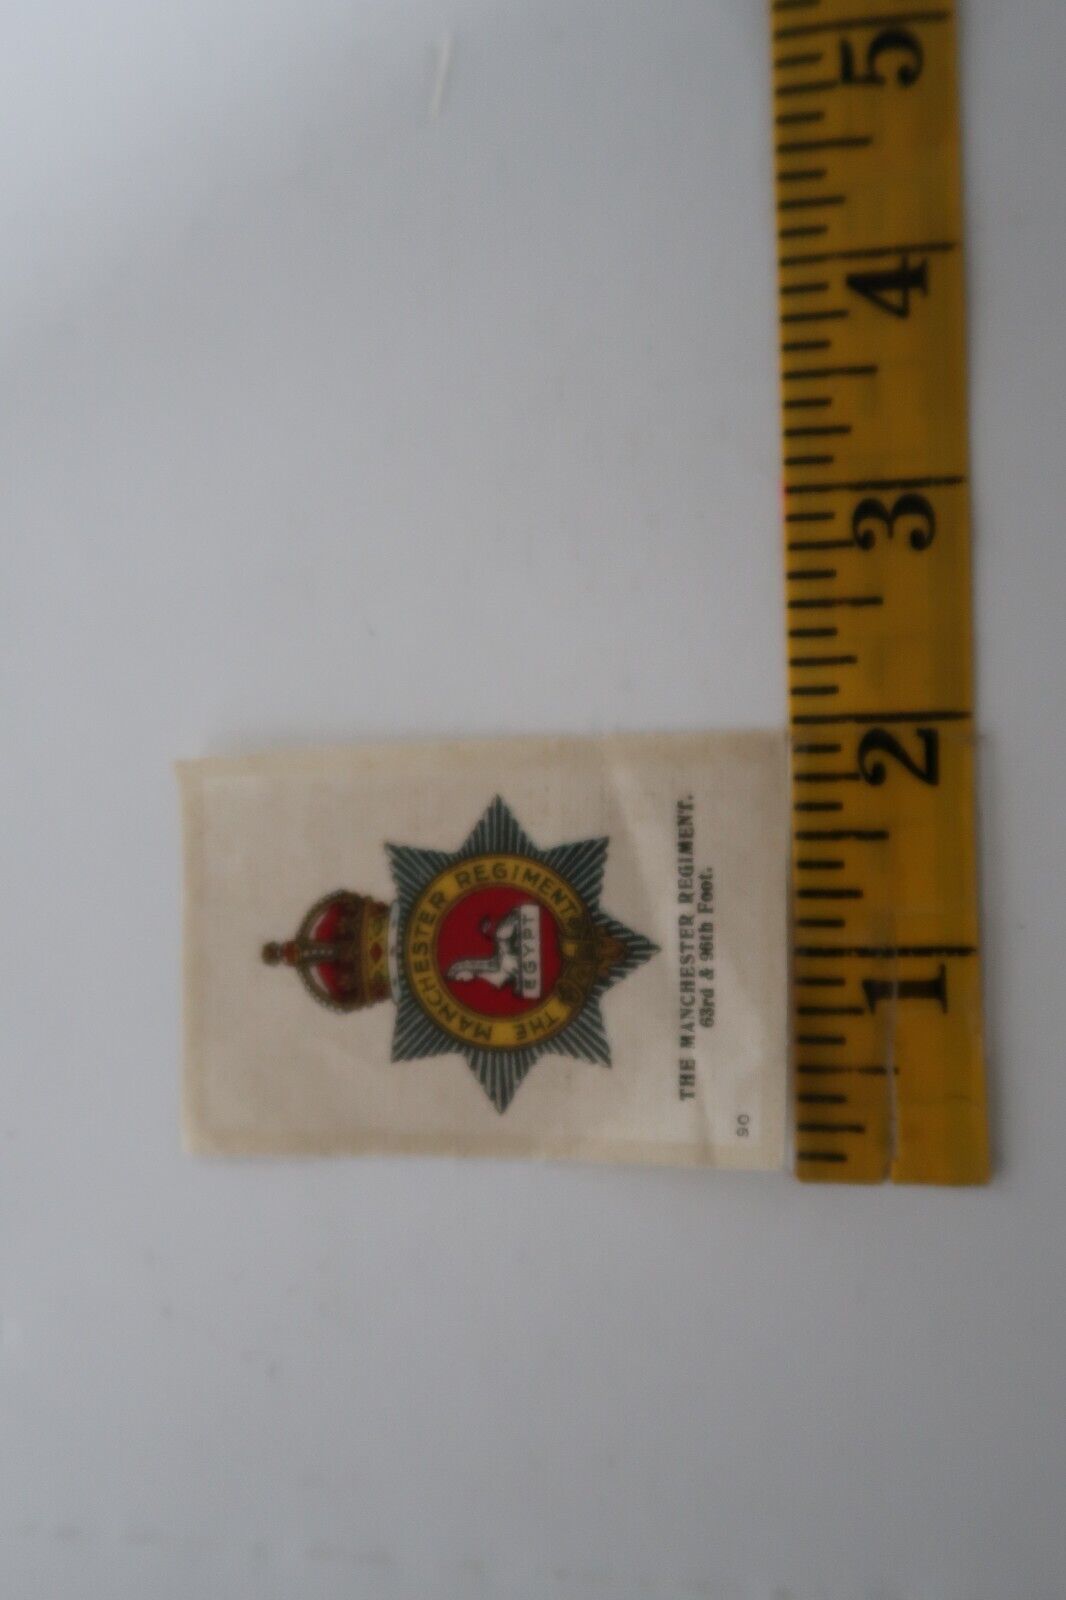 THE MANCHESTER REGIMENT
EGYPT
THE MANCHESTER REGIMENT.
63rd & 96th Foot.
90
1
2
3
4
5